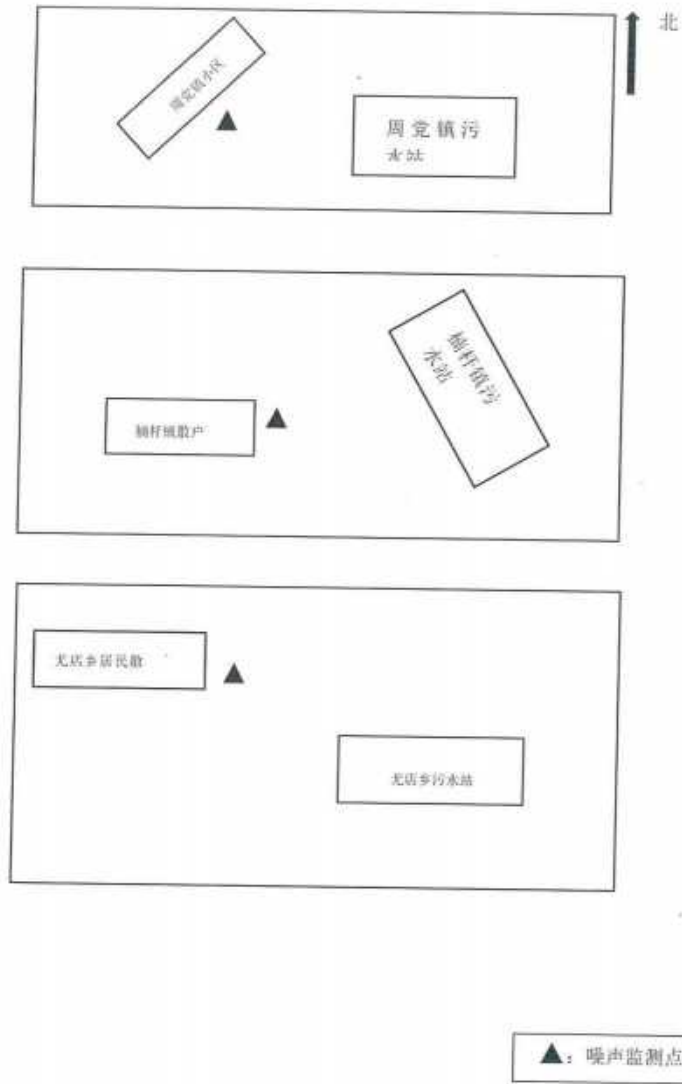 北
周党镇小区
周党镇污
水站
楠杆镇污
水站
楠杆镇散户
尤店乡居民散
尤店乡污水站
▲：噪声监测点